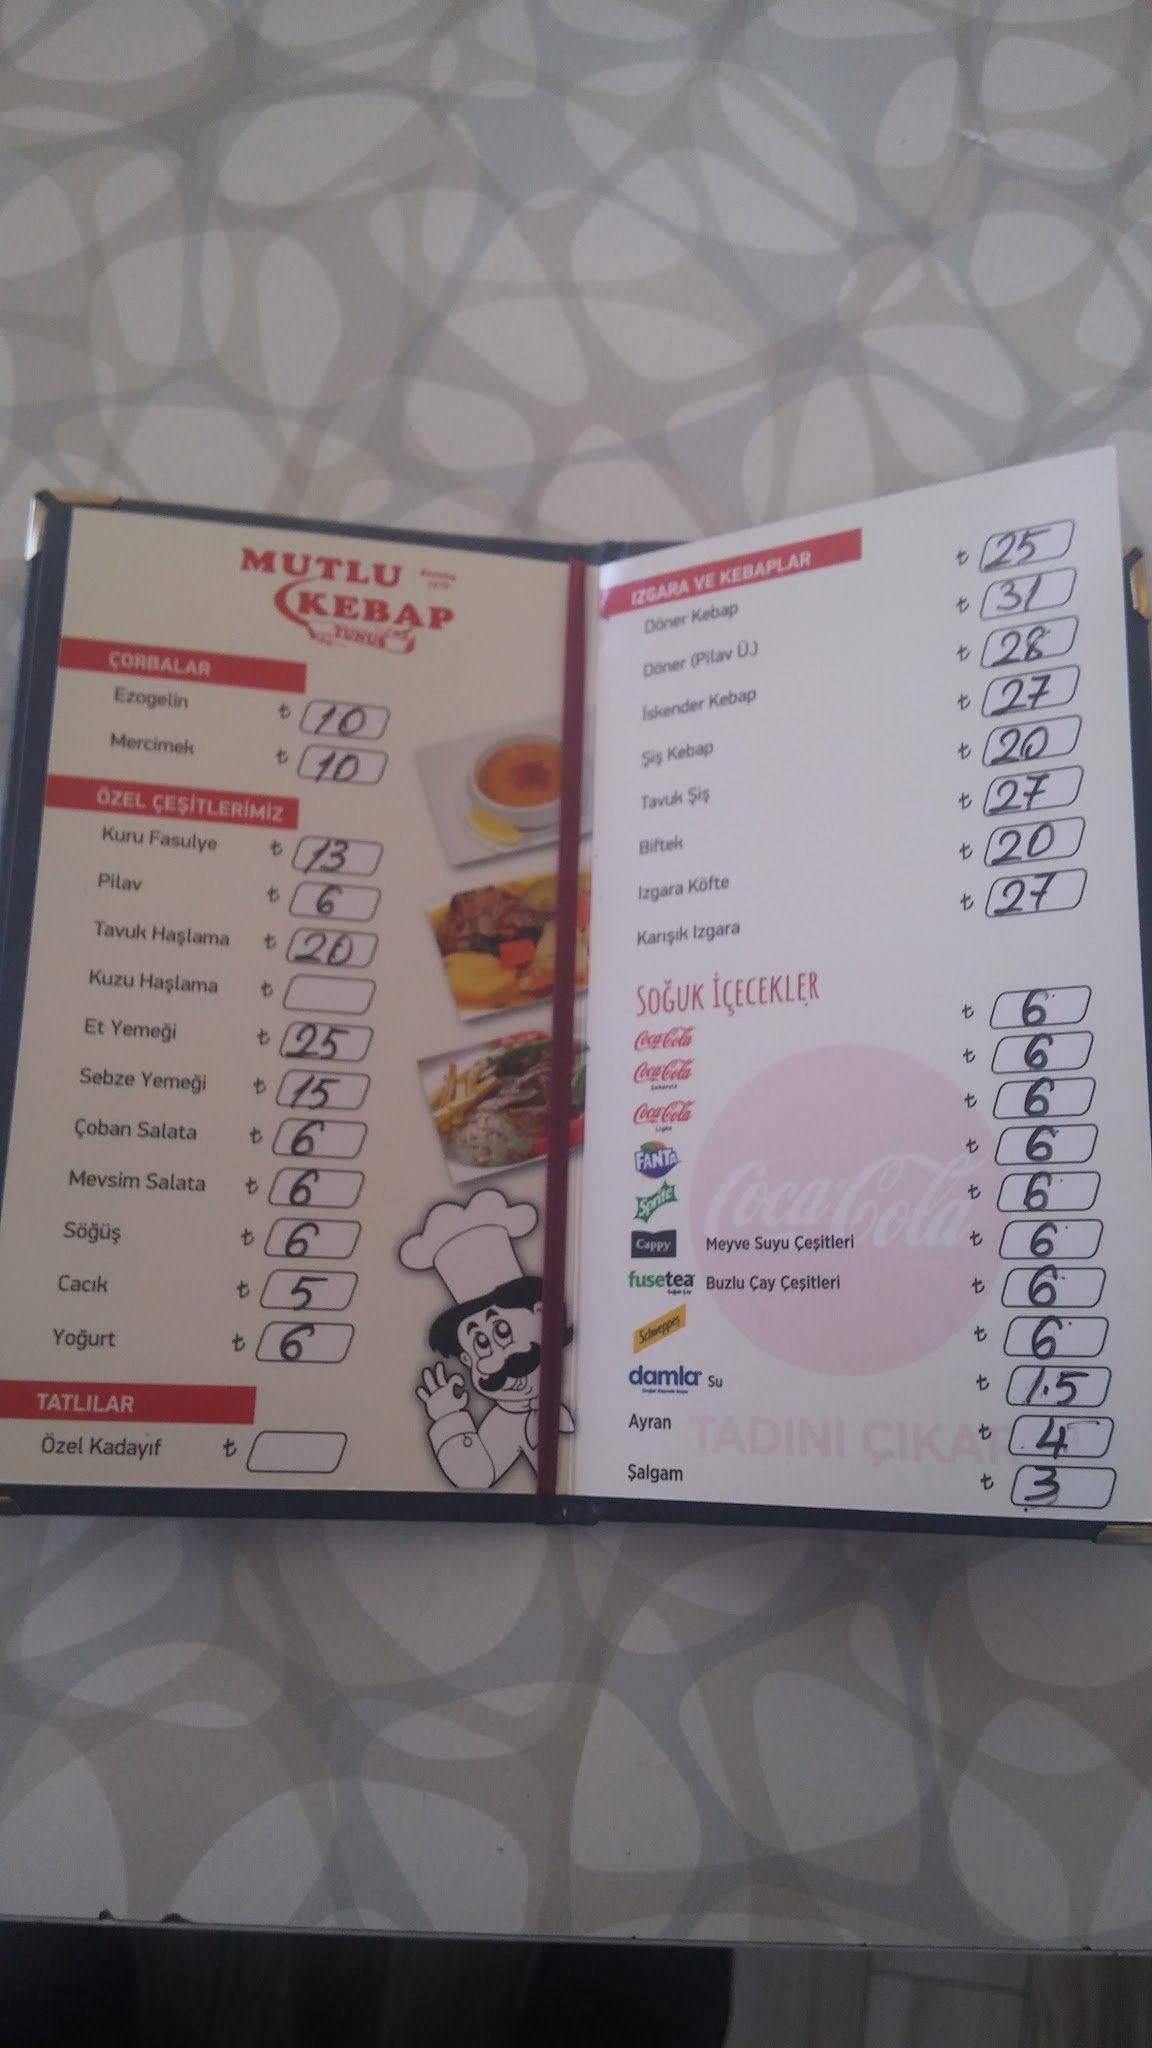 MUTLU
KEBAP
YUNUS
ÇORBALAR
Ezogelin ₺ 10
Mercimek ₺ 10
ÖZEL ÇEŞİTLERİMİZ
Kuru Fasulye ₺ 13
Pilav ₺ 6
Tavuk Haşlama ₺ 20
Kuzu Haşlama ₺
Et Yemeği ₺ 25
Sebze Yemeği ₺ 15
Çoban Salata ₺ 6
Mevsim Salata ₺ 6
Söğüş ₺ 6
Cacık ₺ 5
Yoğurt ₺ 6
TATLILAR
Özel Kadayıf ₺
IZGARA VE KEBAPLAR
Döner Kebap ₺ 25
Döner (Pilav Ü.) ₺ 31
İskender Kebap ₺ 28
Şiş Kebap ₺ 27
Tavuk Şiş ₺ 20
Biftek ₺ 27
Izgara Köfte ₺ 20
Karışık Izgara ₺ 27
SOĞUK İÇECEKLER
Coca-Cola ₺ 6
Coca-Cola Şekersiz ₺ 6
Coca-Cola Light ₺ 6
FANTA ₺ 6
Sprite ₺ 6
Cappy Meyve Suyu Çeşitleri ₺ 6
fusetea Buzlu Çay Çeşitleri ₺ 6
Schweppes ₺ 6
damla Su ₺ 1.5
Ayran ₺ 4
Şalgam ₺ 3
Coca-Cola
TADINI ÇIKAR